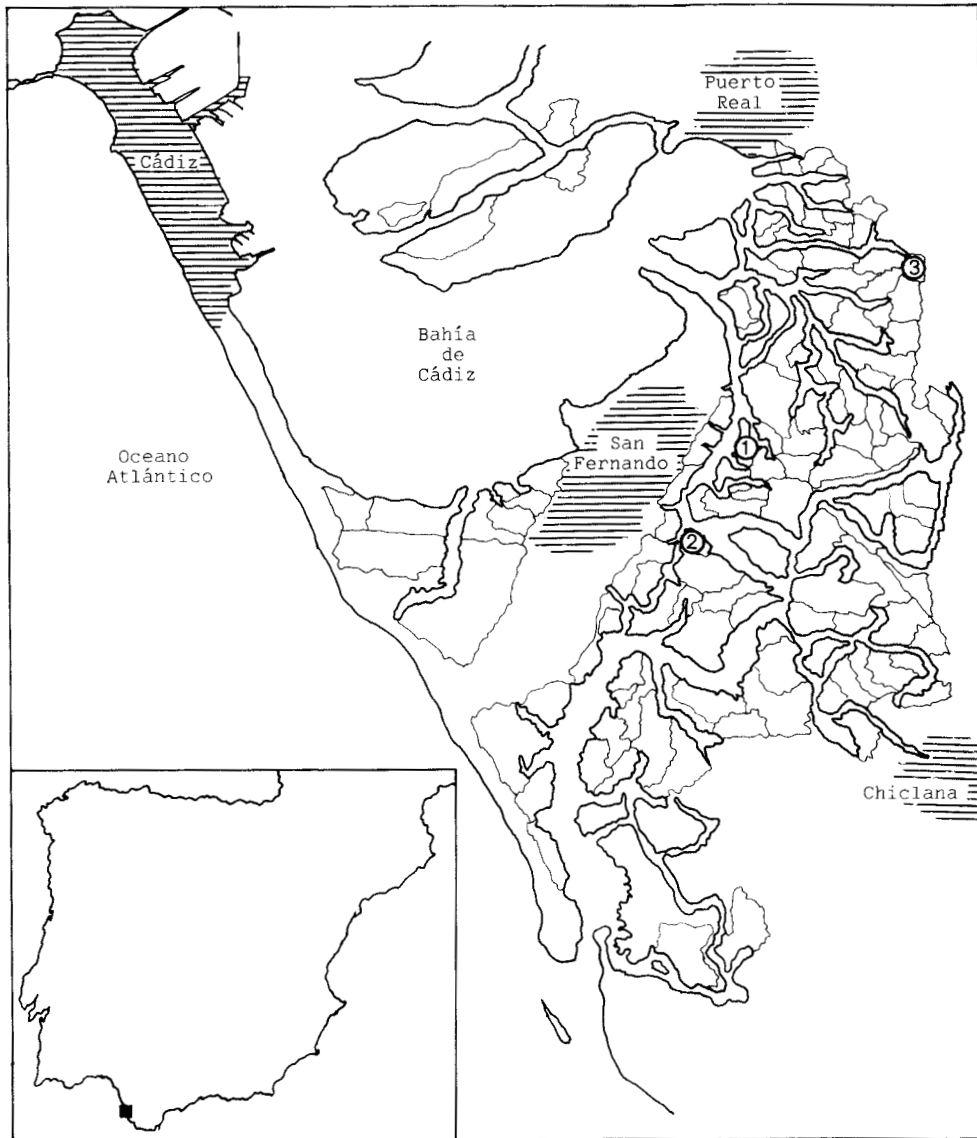 Puerto
Real
Cádiz
③
Bahía
de
Cádiz
San
Fernando
①
Oceano
Atlántico
②
Chiclana